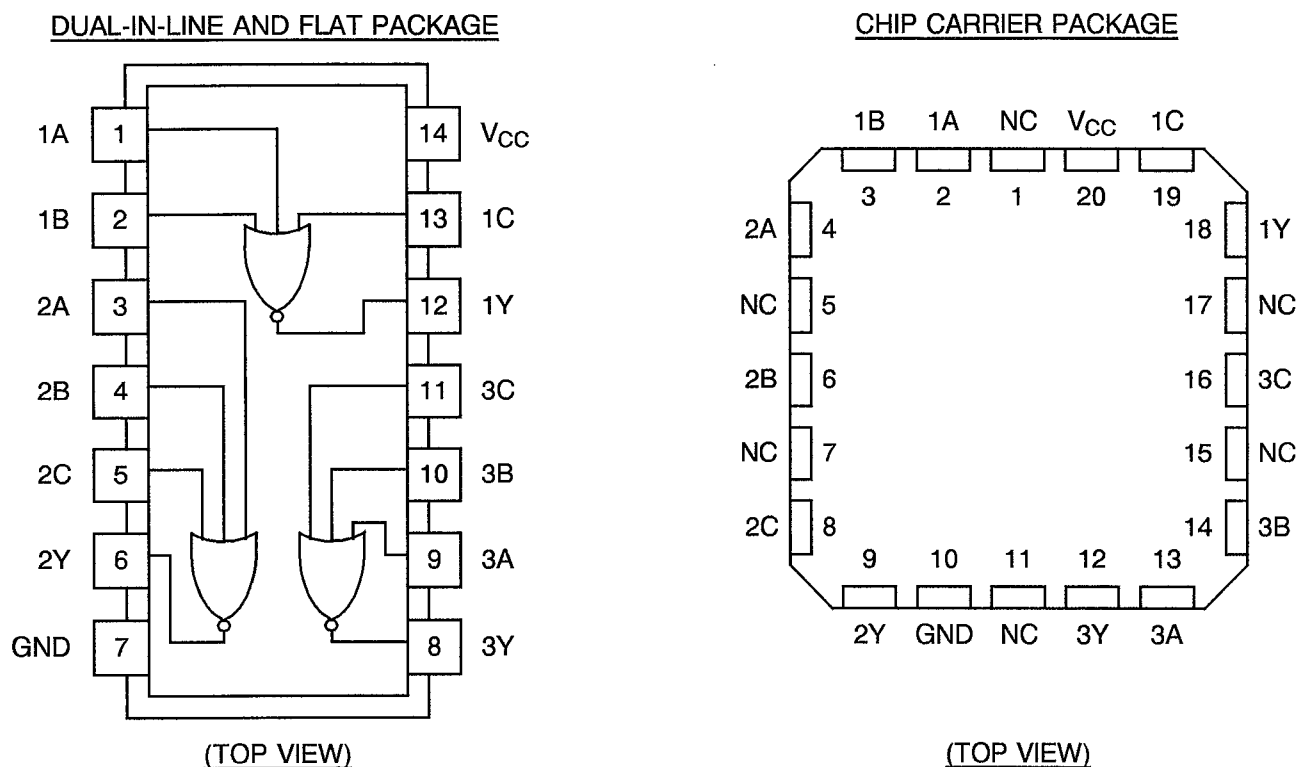 DUAL-IN-LINE AND FLAT PACKAGE
1A 1 14 VCC
1B 2 13 1C
2A 3 12 1Y
2B 4 11 3C
2C 5 10 3B
2Y 6 9 3A
GND 7 8 3Y
(TOP VIEW)
CHIP CARRIER PACKAGE
1B 1A NC VCC 1C
3 2 1 20 19
2A 4 18 1Y
NC 5 17 NC
2B 6 16 3C
NC 7 15 NC
2C 8 14 3B
9 10 11 12 13
2Y GND NC 3Y 3A
(TOP VIEW)